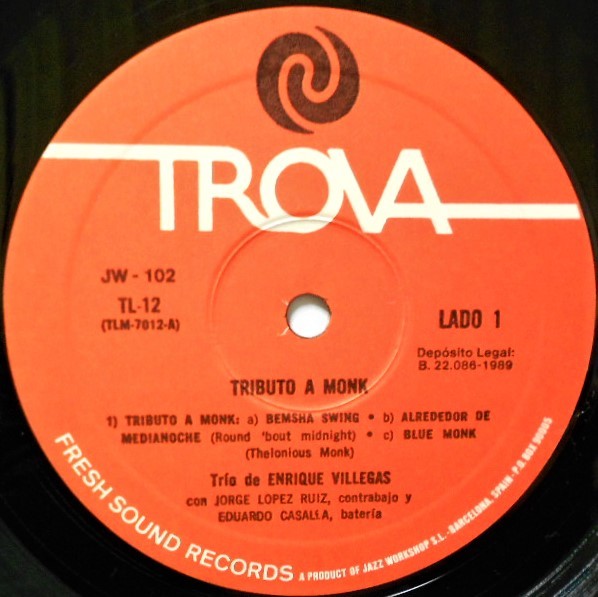 TROVA
JW - 102
TL-12
(TLM-7012-A)
LADO 1
Depósito Legal:
B. 22.086-1989
TRIBUTO A MONK
1) TRIBUTO A MONK: a) BEMSHA SWING • b) ALREDEDOR DE
MEDIANOCHE (Round 'bout midnight) • c) BLUE MONK
(Thelonious Monk)
Trío de ENRIQUE VILLEGAS
con JORGE LOPEZ RUIZ, contrabajo y
EDUARDO CASALLA, batería
FRESH SOUND RECORDS A PRODUCT OF JAZZ WORKSHOP S.L. - BARCELONA, SPAIN - P.O. BOX